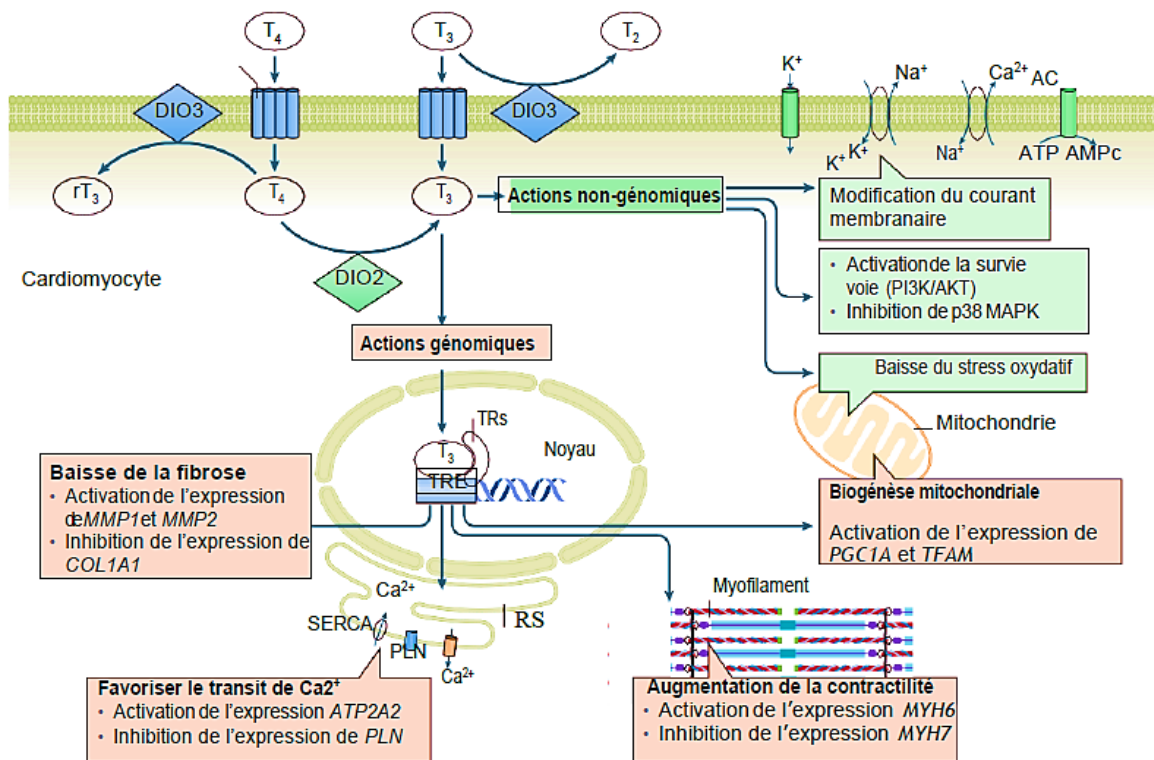 T4
T3
T2
K+
Na+
Ca2+
AC
DIO3
DIO3
K+
K+
Na+
ATP AMPc
rT3
T4
T3
Actions non-génomiques
Modification du courant
membranaire
DIO2
Cardiomyocyte
• Activation de la survie
voie (PI3K/AKT)
• Inhibition de p38 MAPK
Actions génomiques
Baisse du stress oxydatif
Mitochondrie
TRs
T3
Noyau
TRE
Baisse de la fibrose
• Activation de l'expression
de MMP1 et MMP2
• Inhibition de l'expression de
COL1A1
Biogénèse mitochondriale
Activation de l'expression de
PGC1A et TFAM
Ca2+
RS
SERCA
PLN
Ca2+
Myofilament
Favoriser le transit de Ca2+
• Activation de l'expression ATP2A2
• Inhibition de l'expression de PLN
Augmentation de la contractilité
• Activation de l'expression MYH6
• Inhibition de l'expression MYH7